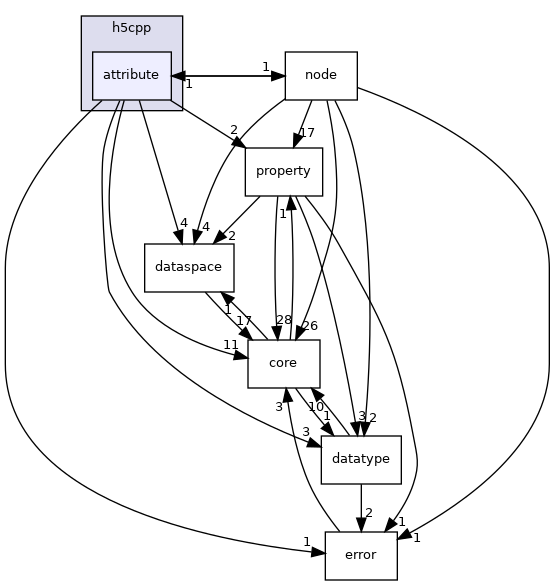 h5cpp
attribute
node
1
1
2
17
property
4
4
2
1
dataspace
1
17
28
26
11
core
10
1
3
3
3
2
datatype
2
1
1
1
error